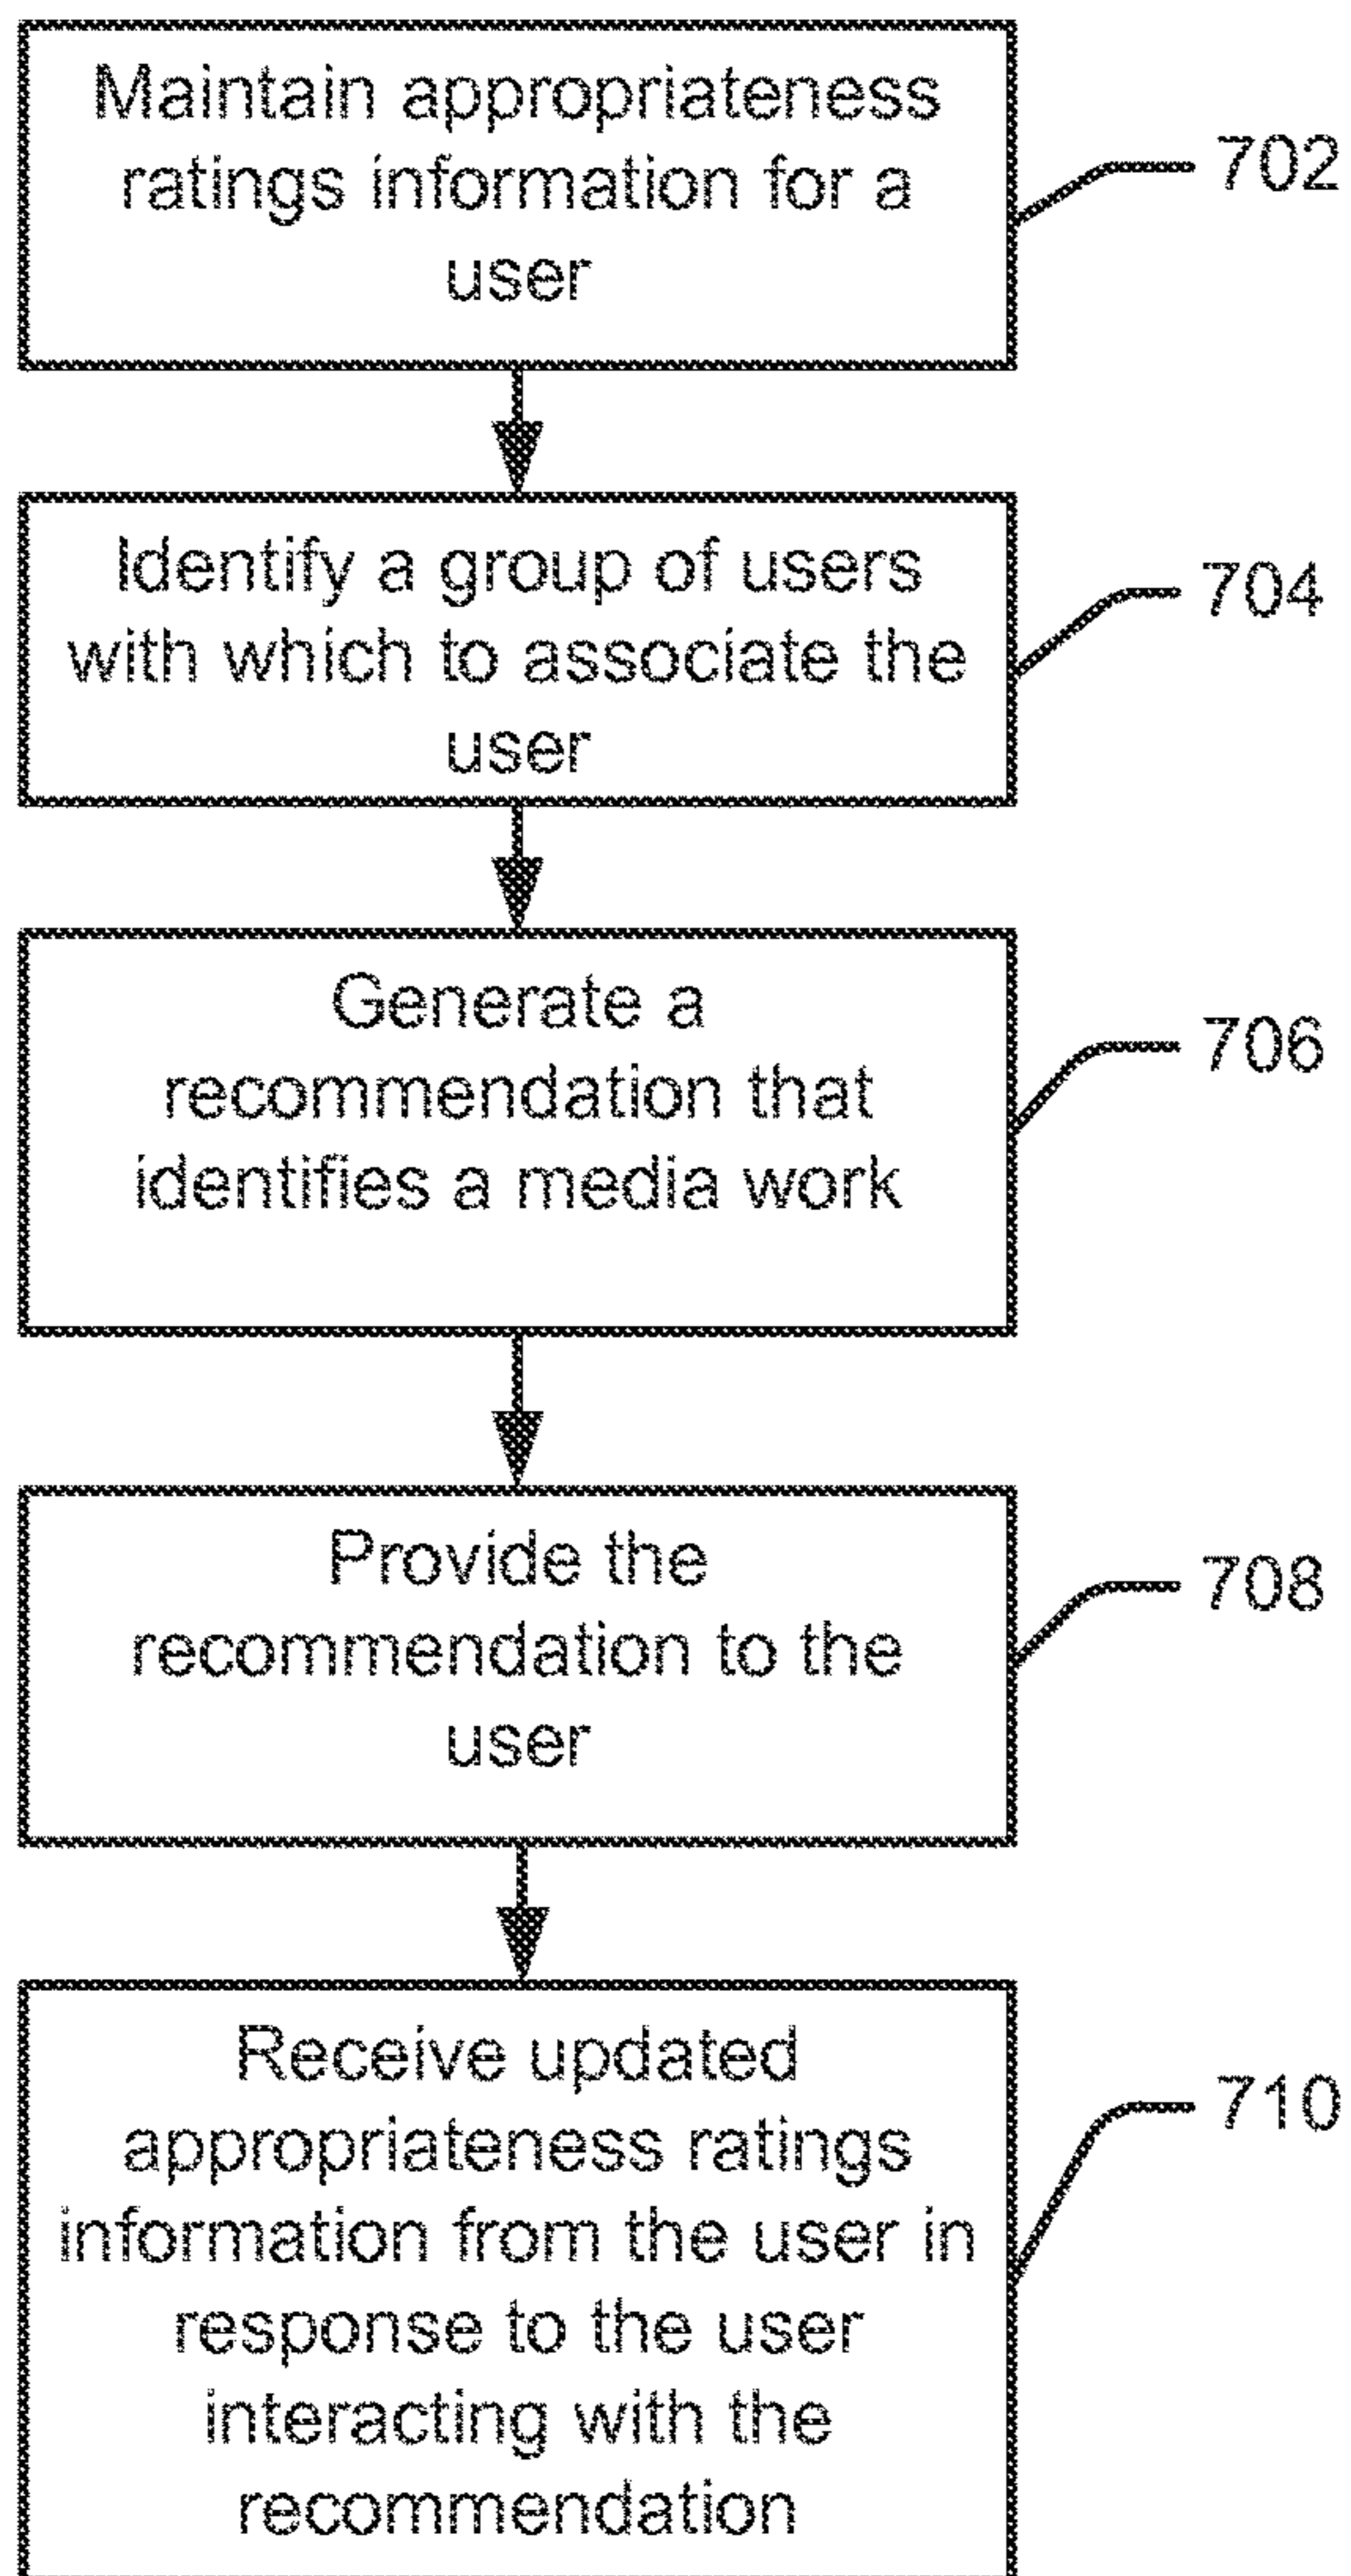 Maintain appropriateness
ratings information for a
user
702
Identify a group of users
with which to associate the
user
704
Generate a
recommendation that
identifies a media work
706
Provide the
recommendation to the
user
708
Receive updated
appropriateness ratings
information from the user in
response to the user
interacting with the
recommendation
710